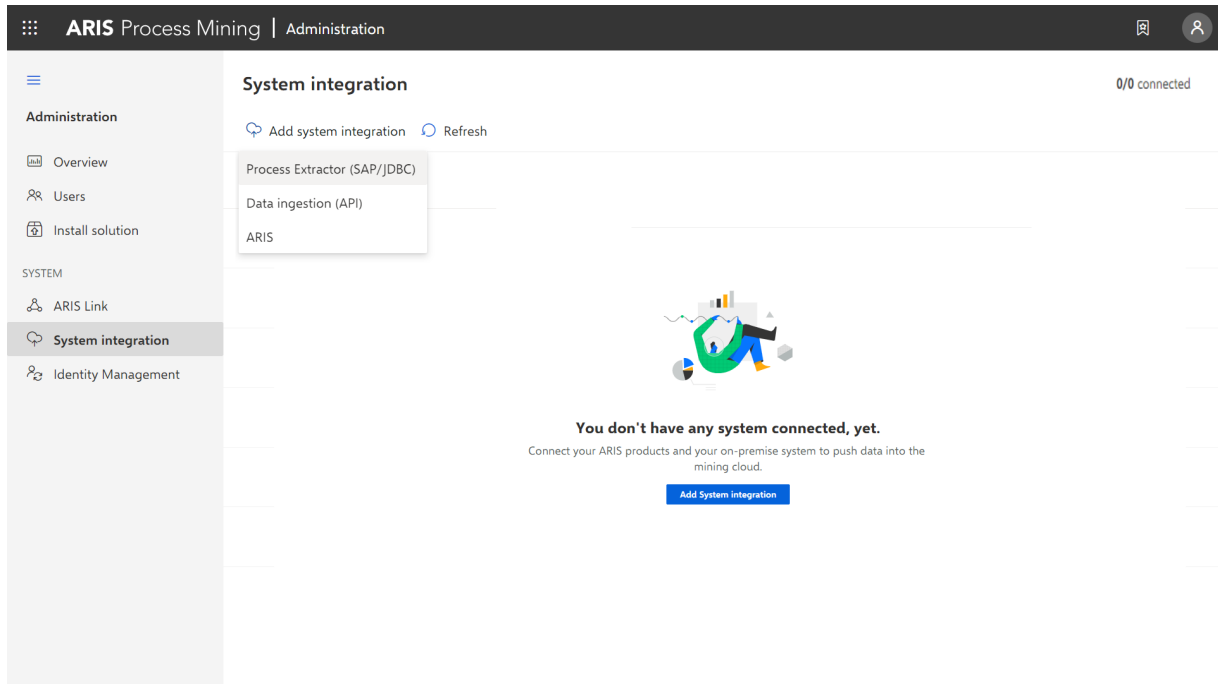 ARIS Process Mining | Administration
System integration
0/0 connected
Administration
Add system integration
Refresh
Overview
Users
Install solution
SYSTEM
ARIS Link
System integration
Identity Management
Process Extractor (SAP/JDBC)
Data ingestion (API)
ARIS
You don't have any system connected, yet.
Connect your ARIS products and your on-premise system to push data into the
mining cloud.
Add System integration